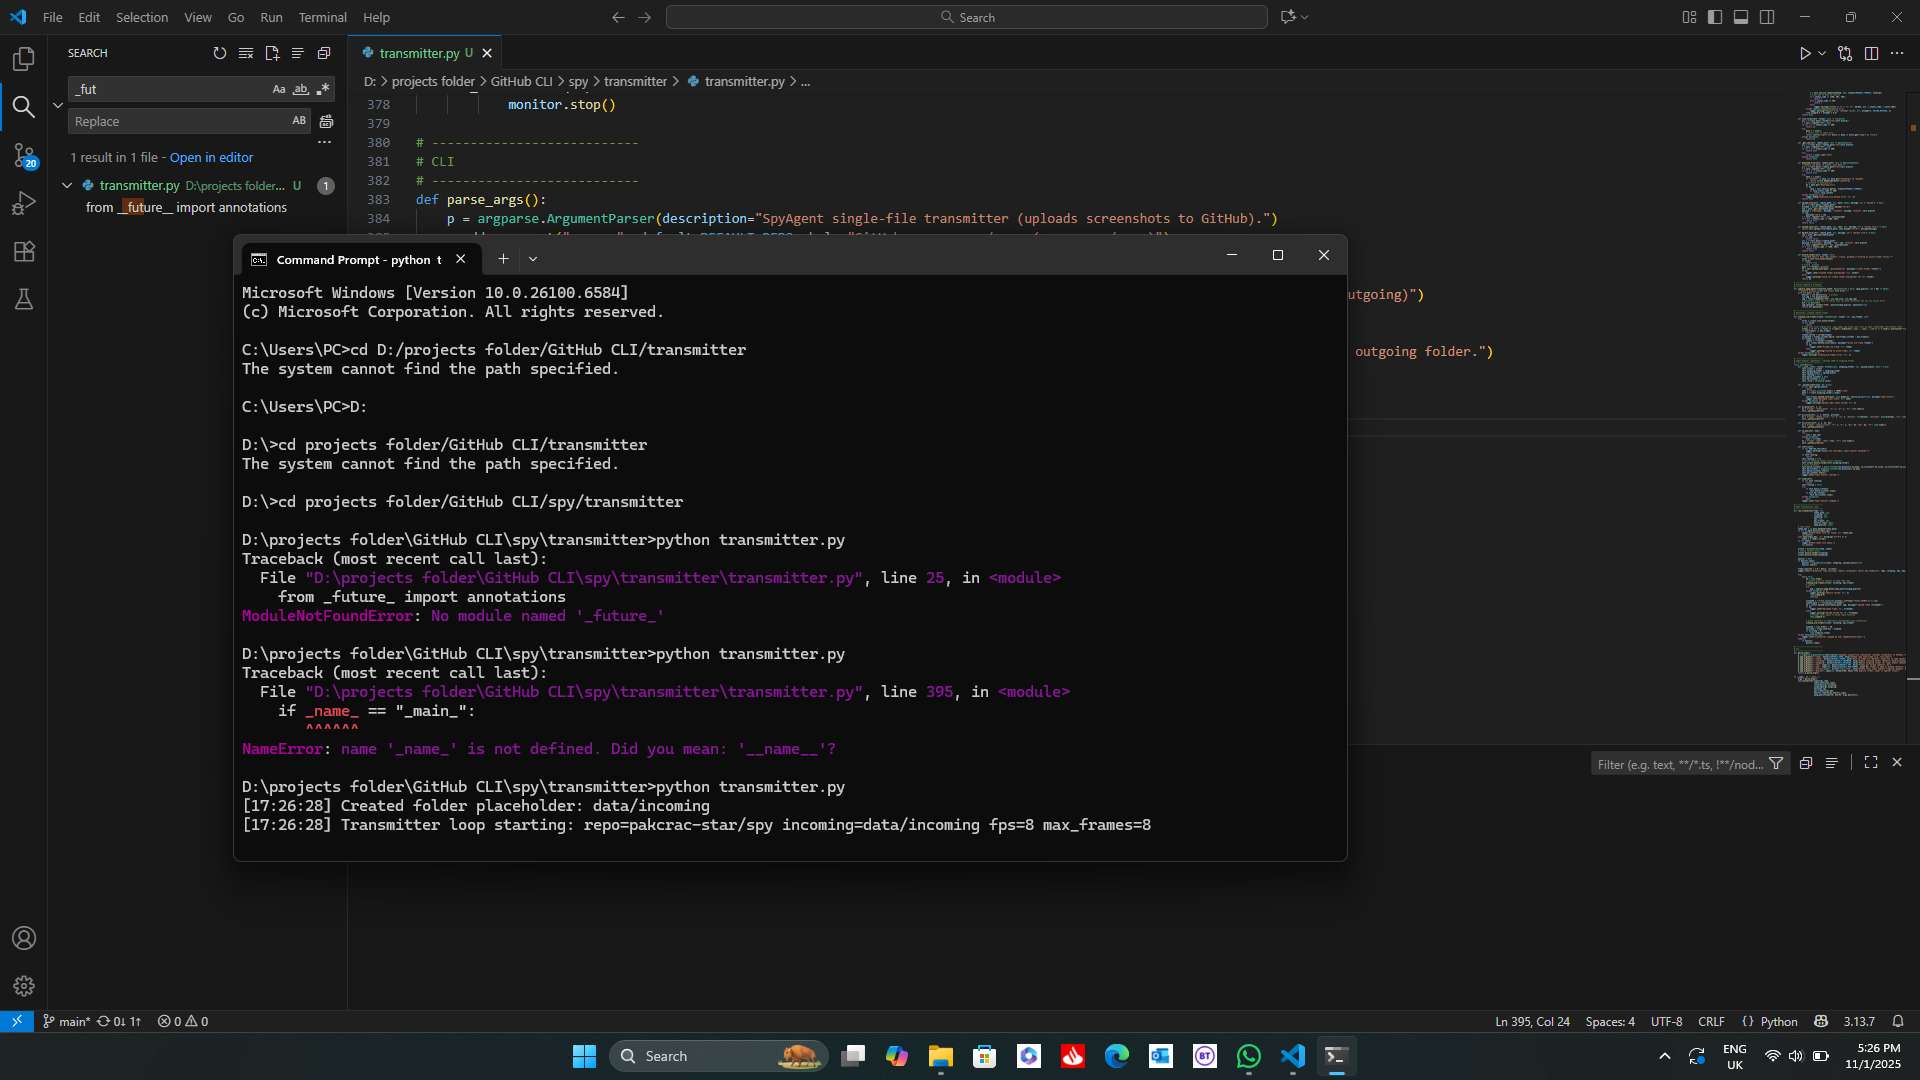 File Edit Selection View Go Run Terminal Help
Search
SEARCH
_fut
Aa ab
Replace
AB
1 result in 1 file - Open in editor
transmitter.py D:\projects folder... U 1
from __future__ import annotations
20
transmitter.py U
D: > projects folder > GitHub CLI > spy > transmitter > transmitter.py > ...
378 monitor.stop()
379
380 # ---------------------------
381 # CLI
382 # ---------------------------
383 def parse_args():
384 p = argparse.ArgumentParser(description="SpyAgent single-file transmitter (uploads screenshots to GitHub).")
utgoing)")
outgoing folder.")
Command Prompt - python t
Microsoft Windows [Version 10.0.26100.6584]
(c) Microsoft Corporation. All rights reserved.
C:\Users\PC>cd D:/projects folder/GitHub CLI/transmitter
The system cannot find the path specified.
C:\Users\PC>D:
D:\>cd projects folder/GitHub CLI/transmitter
The system cannot find the path specified.
D:\>cd projects folder/GitHub CLI/spy/transmitter
D:\projects folder\GitHub CLI\spy\transmitter>python transmitter.py
Traceback (most recent call last):
File "D:\projects folder\GitHub CLI\spy\transmitter\transmitter.py", line 25, in <module>
from _future_ import annotations
ModuleNotFoundError: No module named '_future_'
D:\projects folder\GitHub CLI\spy\transmitter>python transmitter.py
Traceback (most recent call last):
File "D:\projects folder\GitHub CLI\spy\transmitter\transmitter.py", line 395, in <module>
if _name_ == "_main_":
^^^^^^
NameError: name '_name_' is not defined. Did you mean: '__name__'?
D:\projects folder\GitHub CLI\spy\transmitter>python transmitter.py
[17:26:28] Created folder placeholder: data/incoming
[17:26:28] Transmitter loop starting: repo=pakcrac-star/spy incoming=data/incoming fps=8 max_frames=8
Filter (e.g. text, **/*.ts, !**/nod...
main* 0↓ 1↑ 0 0
Ln 395, Col 24 Spaces: 4 UTF-8 CRLF {} Python 3.13.7
Search
BT
ENG
UK
5:26 PM
11/1/2025